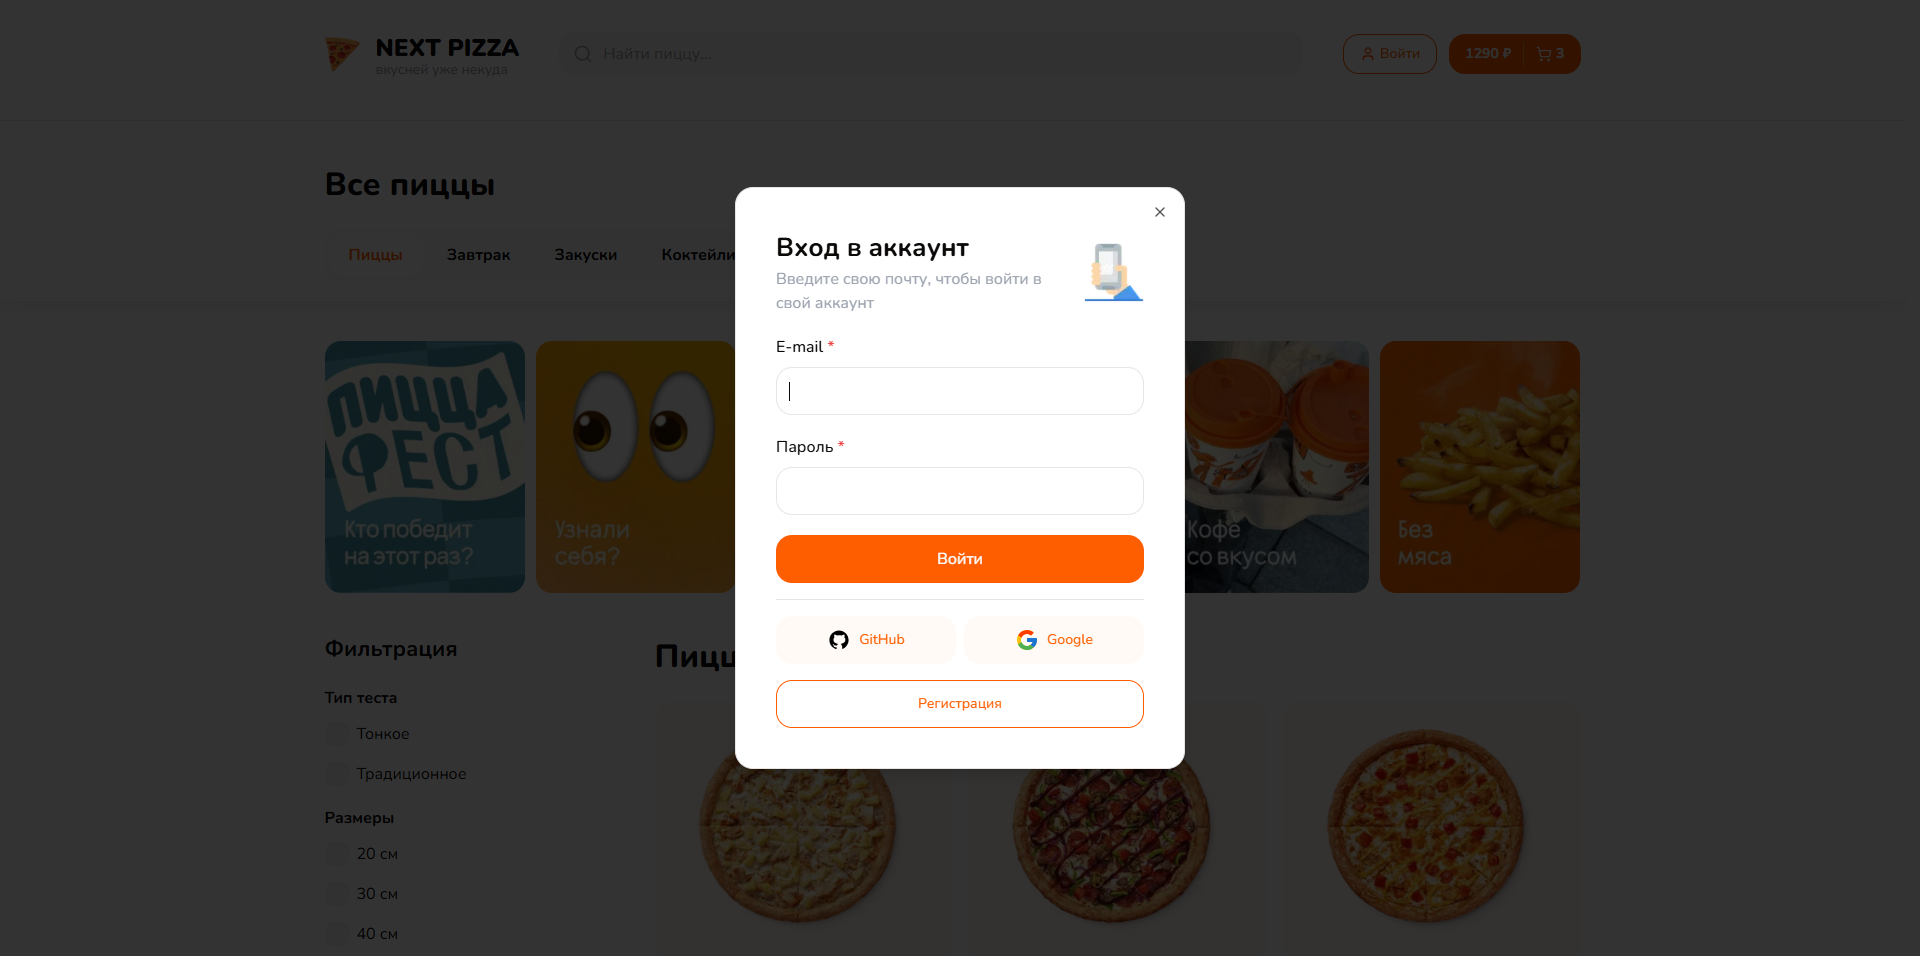 NEXT PIZZA
вкусней уже некуда
Найти пиццу...
Войти
1290 ₽
3
Все пиццы
Пиццы
Завтрак
Закуски
Коктейли
Вход в аккаунт
Введите свою почту, чтобы войти в
свой аккаунт
E-mail *
Пароль *
Войти
GitHub
Google
Регистрация
ПИЦЦА
ФЕСТ
Кто победит
на этот раз?
Узнали
себя?
Кофе
со вкусом
Без
мяса
Фильтрация
Тип теста
Тонкое
Традиционное
Размеры
20 см
30 см
40 см